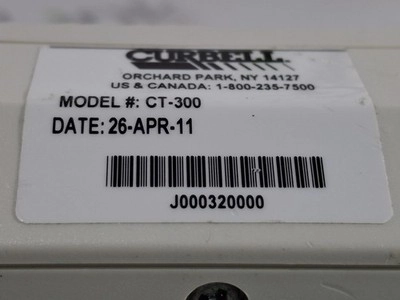 CURBELL
ORCHARD PARK, NY 14127
US & CANADA: 1-800-235-7500
MODEL #: CT-300
DATE: 26-APR-11
J000320000